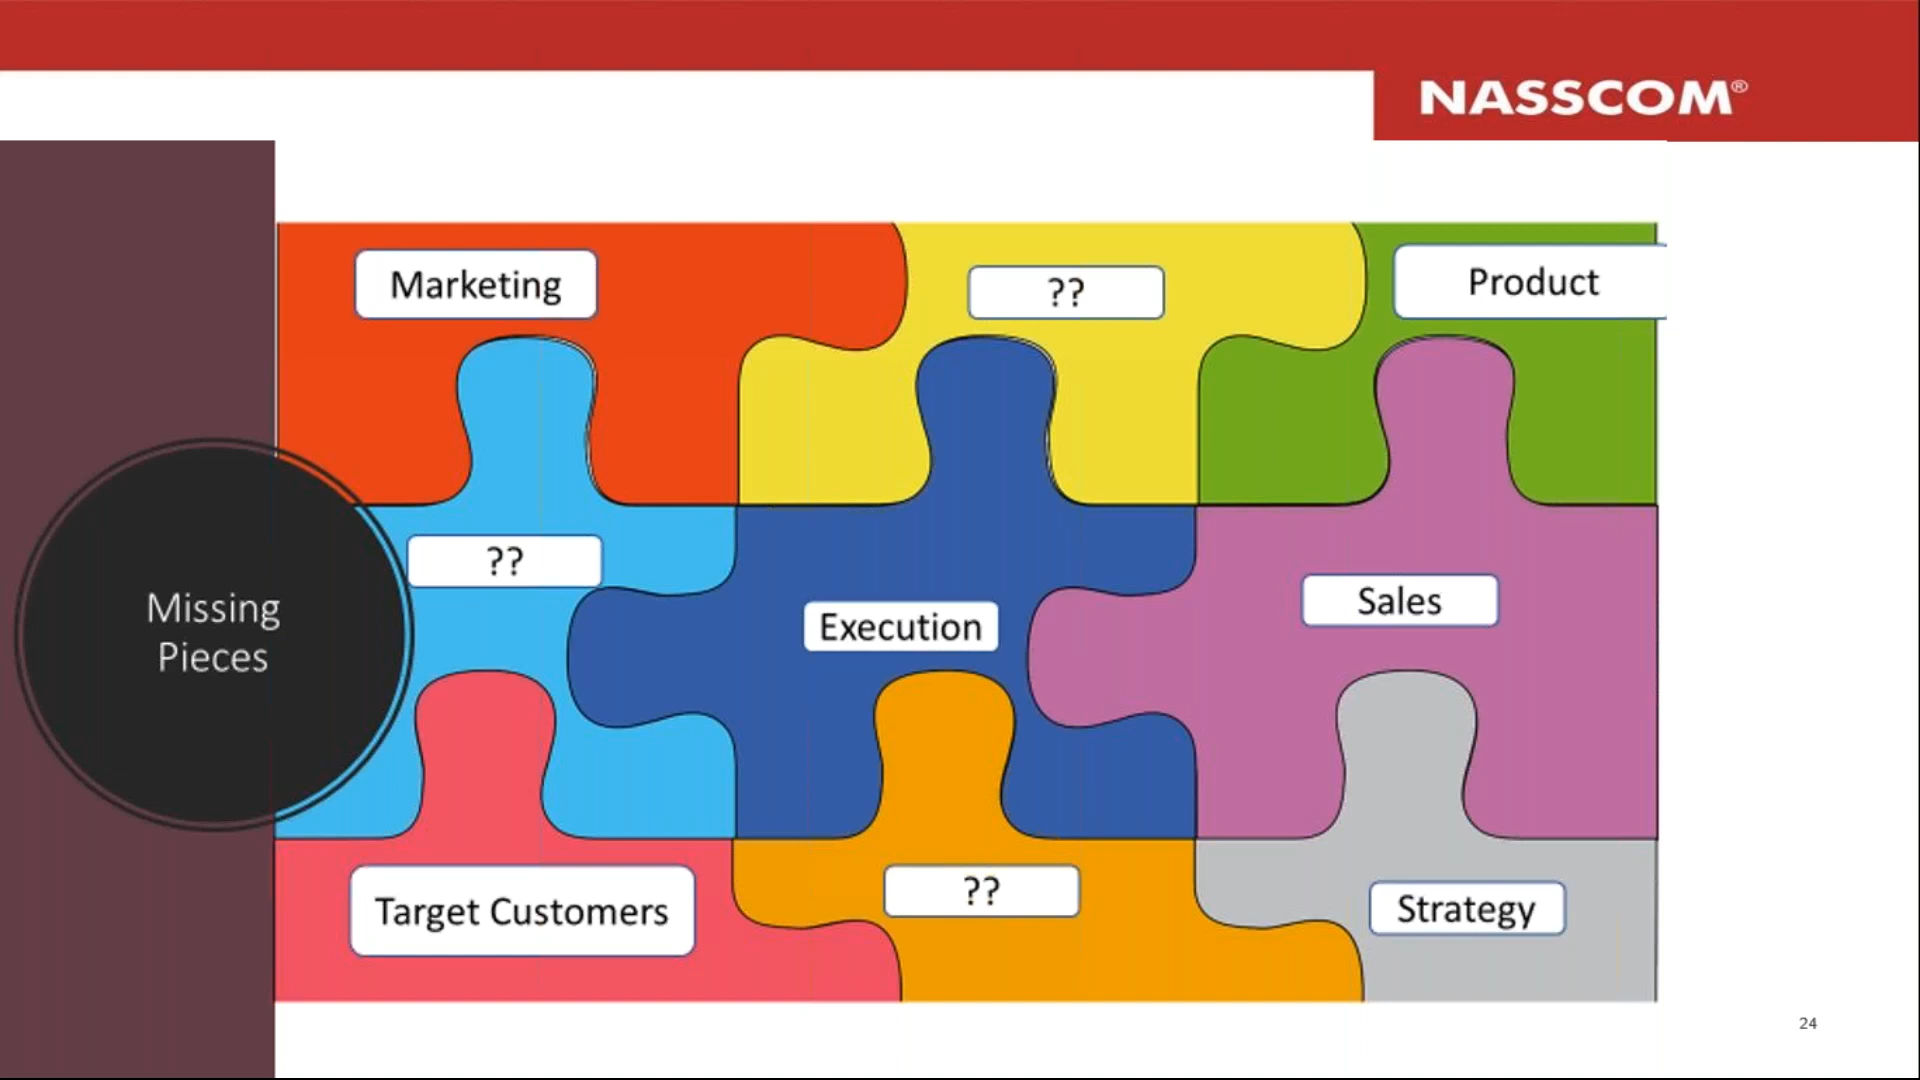 NASSCOM®
Marketing
??
Product
??
Missing
Pieces
Execution
Sales
Target Customers
??
Strategy
24